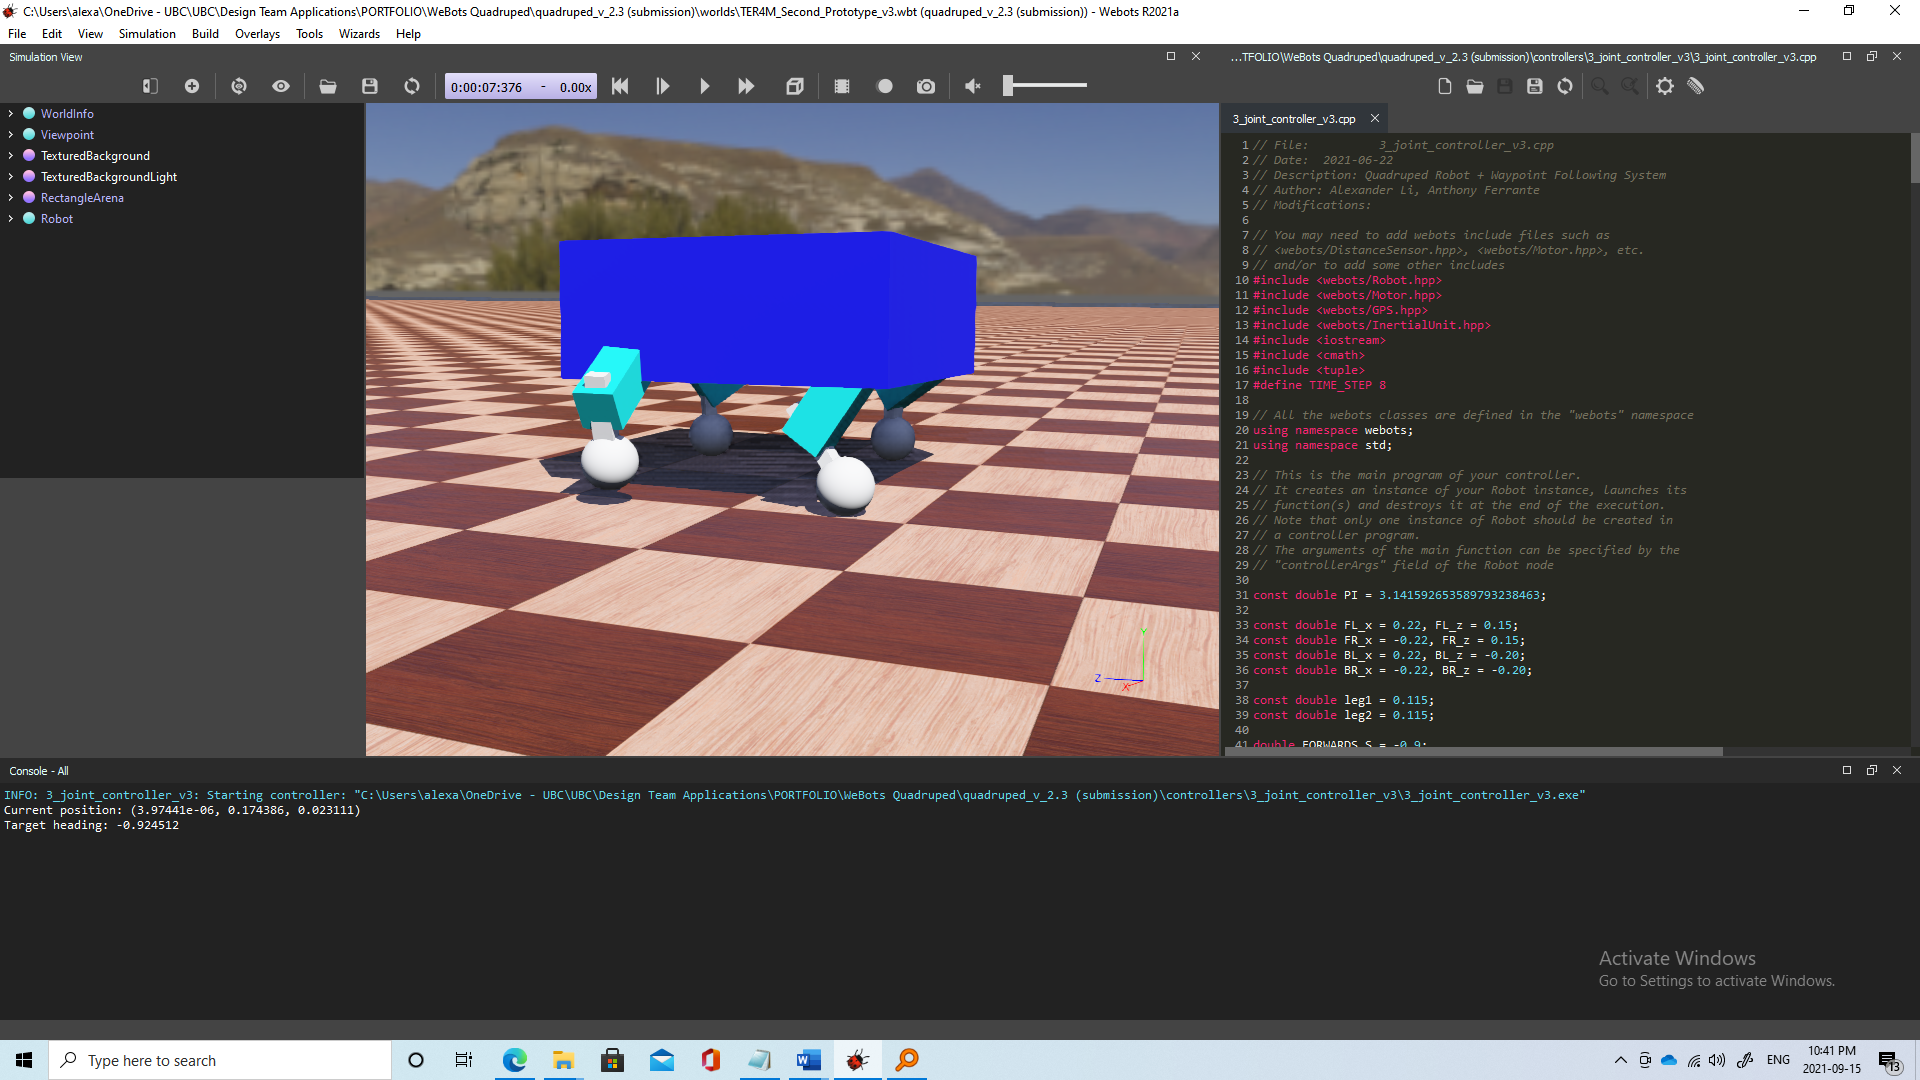 C:\Users\alexa\OneDrive - UBC\UBC\Design Team Applications\PORTFOLIO\WeBots Quadruped\quadruped_v_2.3 (submission)\worlds\TER4M_Second_Prototype_v3.wbt (quadruped_v_2.3 (submission)) - Webots R2021a
File Edit View Simulation Build Overlays Tools Wizards Help
Simulation View
0:00:07:376 - 0.00x
WorldInfo
Viewpoint
TexturedBackground
TexturedBackgroundLight
RectangleArena
Robot
Y
Z
X
...TFOLIO\WeBots Quadruped\quadruped_v_2.3 (submission)\controllers\3_joint_controller_v3\3_joint_controller_v3.cpp
3_joint_controller_v3.cpp
1 // File: 3_joint_controller_v3.cpp
2 // Date: 2021-06-22
3 // Description: Quadruped Robot + Waypoint Following System
4 // Author: Alexander Li, Anthony Ferrante
5 // Modifications:
6
7 // You may need to add webots include files such as
8 // <webots/DistanceSensor.hpp>, <webots/Motor.hpp>, etc.
9 // and/or to add some other includes
10 #include <webots/Robot.hpp>
11 #include <webots/Motor.hpp>
12 #include <webots/GPS.hpp>
13 #include <webots/InertialUnit.hpp>
14 #include <iostream>
15 #include <cmath>
16 #include <tuple>
17 #define TIME_STEP 8
18
19 // All the webots classes are defined in the "webots" namespace
20 using namespace webots;
21 using namespace std;
22
23 // This is the main program of your controller.
24 // It creates an instance of your Robot instance, launches its
25 // function(s) and destroys it at the end of the execution.
26 // Note that only one instance of Robot should be created in
27 // a controller program.
28 // The arguments of the main function can be specified by the
29 // "controllerArgs" field of the Robot node
30
31 const double PI = 3.141592653589793238463;
32
33 const double FL_x = 0.22, FL_z = 0.15;
34 const double FR_x = -0.22, FR_z = 0.15;
35 const double BL_x = 0.22, BL_z = -0.20;
36 const double BR_x = -0.22, BR_z = -0.20;
37
38 const double leg1 = 0.115;
39 const double leg2 = 0.115;
40
41 double FORWARDS_S = -0.9;
Console - All
INFO: 3_joint_controller_v3: Starting controller: "C:\Users\alexa\OneDrive - UBC\UBC\Design Team Applications\PORTFOLIO\WeBots Quadruped\quadruped_v_2.3 (submission)\controllers\3_joint_controller_v3\3_joint_controller_v3.exe"
Current position: (3.97441e-06, 0.174386, 0.023111)
Target heading: -0.924512
Activate Windows
Go to Settings to activate Windows.
Type here to search
ENG
10:41 PM
2021-09-15
13